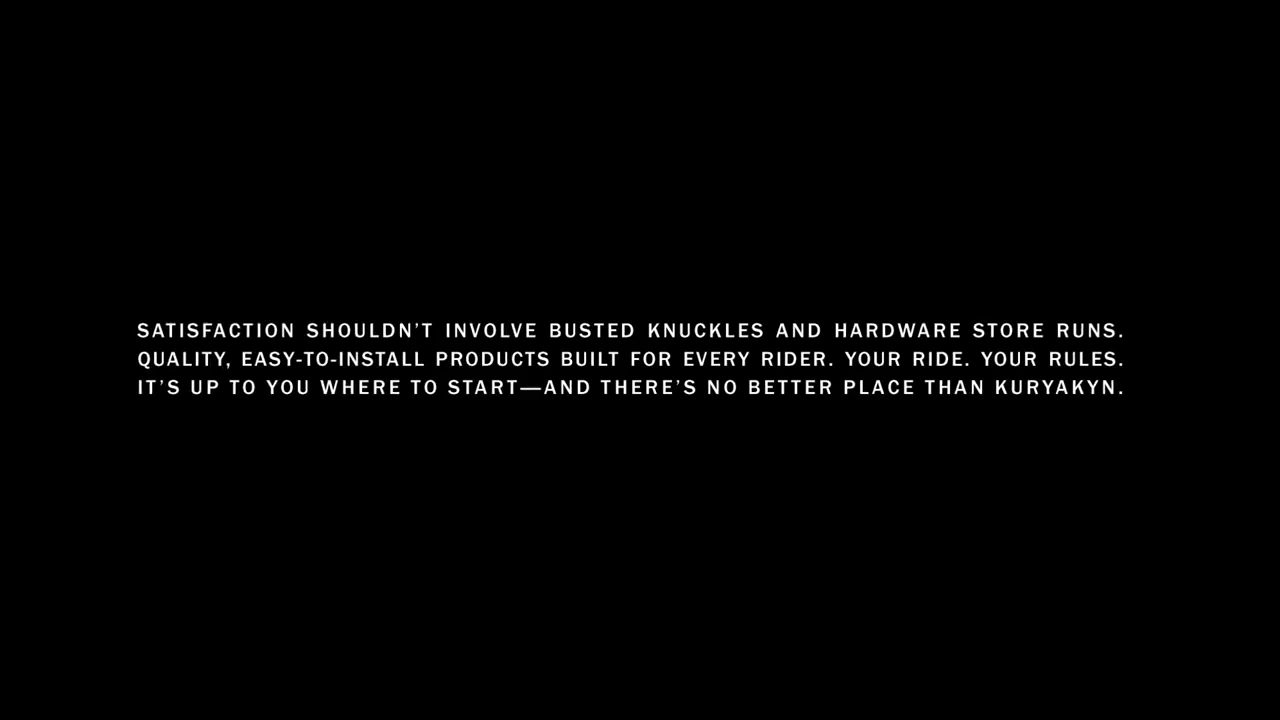 SATISFACTION SHOULDN’T INVOLVE BUSTED KNUCKLES AND HARDWARE STORE RUNS.
QUALITY, EASY-TO-INSTALL PRODUCTS BUILT FOR EVERY RIDER. YOUR RIDE. YOUR RULES.
IT’S UP TO YOU WHERE TO START—AND THERE’S NO BETTER PLACE THAN KURYAKYN.